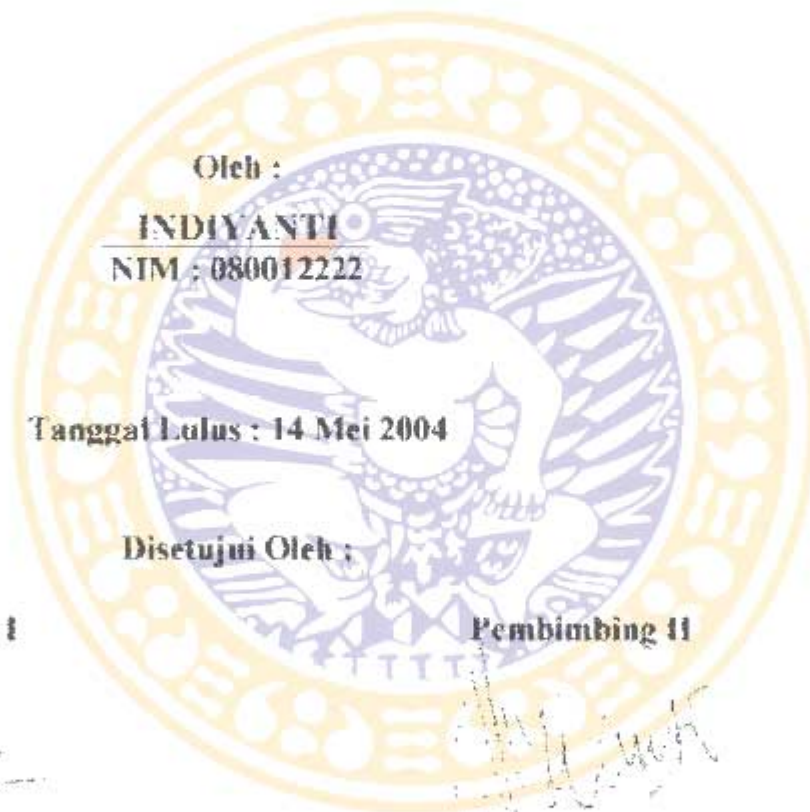 Oleh :
INDIYANTI
NIM : 080012222
Tanggal Lulus : 14 Mei 2004
Disetujui Oleh :
Pembimbing II